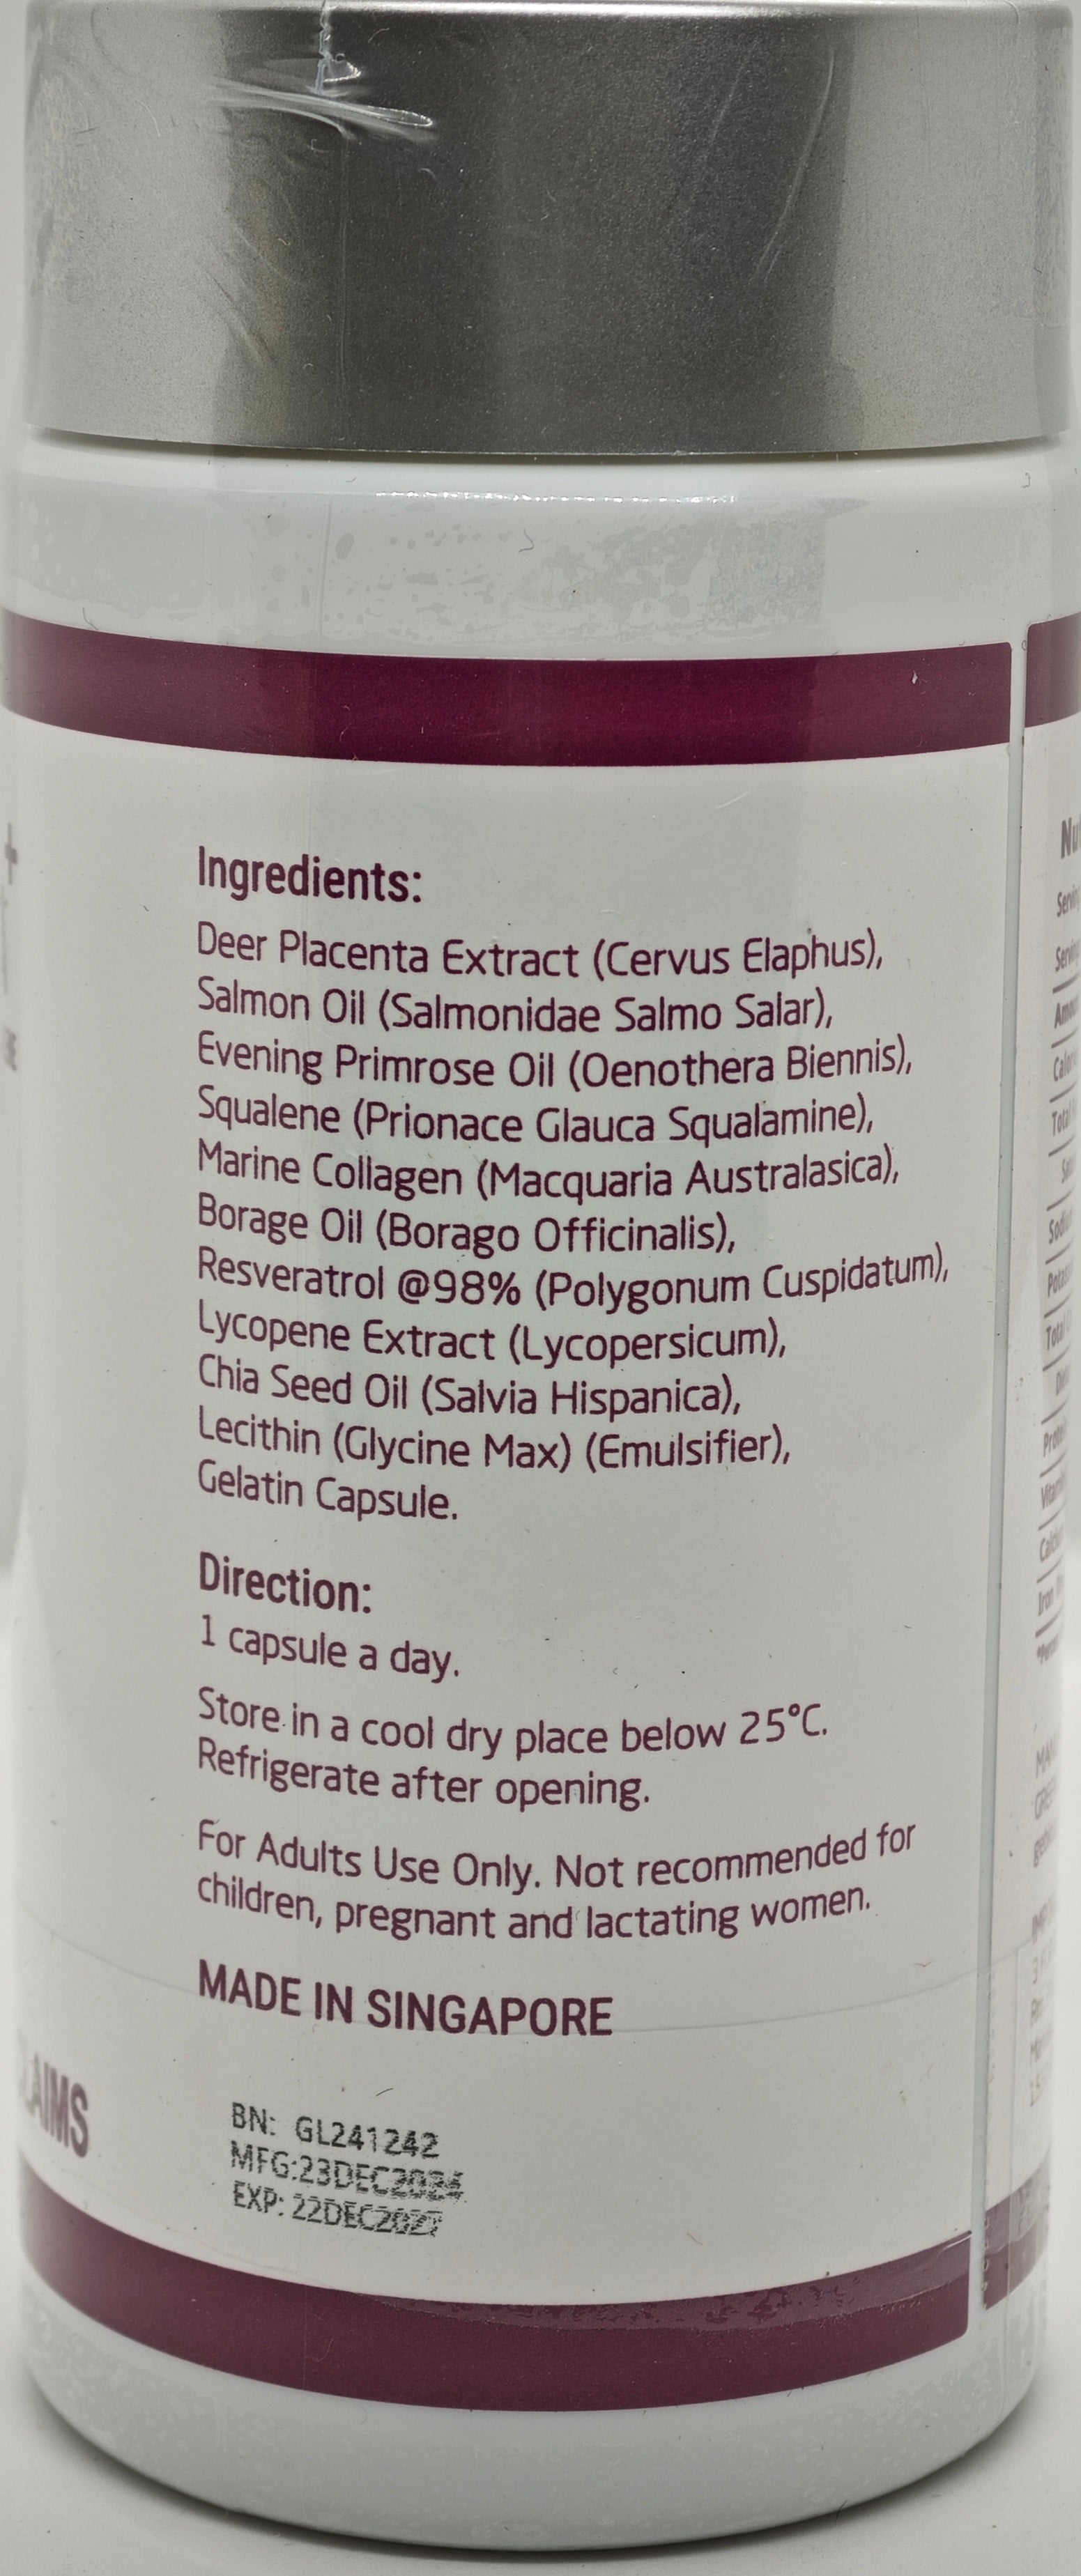 Ingredients:
Deer Placenta Extract (Cervus Elaphus),
Salmon Oil (Salmonidae Salmo Salar),
Evening Primrose Oil (Oenothera Biennis),
Squalene (Prionace Glauca Squalamine),
Marine Collagen (Macquaria Australasica),
Borage Oil (Borago Officinalis),
Resveratrol @98% (Polygonum Cuspidatum),
Lycopene Extract (Lycopersicum),
Chia Seed Oil (Salvia Hispanica),
Lecithin (Glycine Max) (Emulsifier),
Gelatin Capsule.
Direction:
1 capsule a day.
Store in a cool dry place below 25°C.
Refrigerate after opening.
For Adults Use Only. Not recommended for
children, pregnant and lactating women.
MADE IN SINGAPORE
BN: GL241242
MFG:23DEC2024
EXP: 22DEC2027